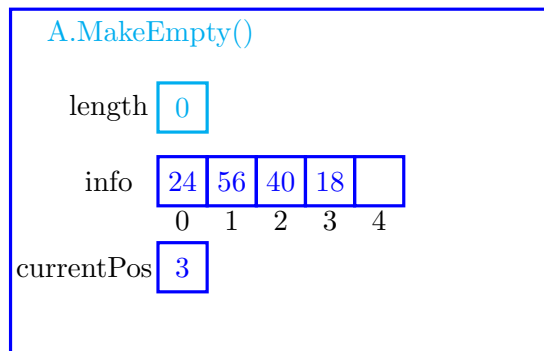 A.MakeEmpty()
length 0
info 24 56 40 18
0 1 2 3 4
currentPos 3